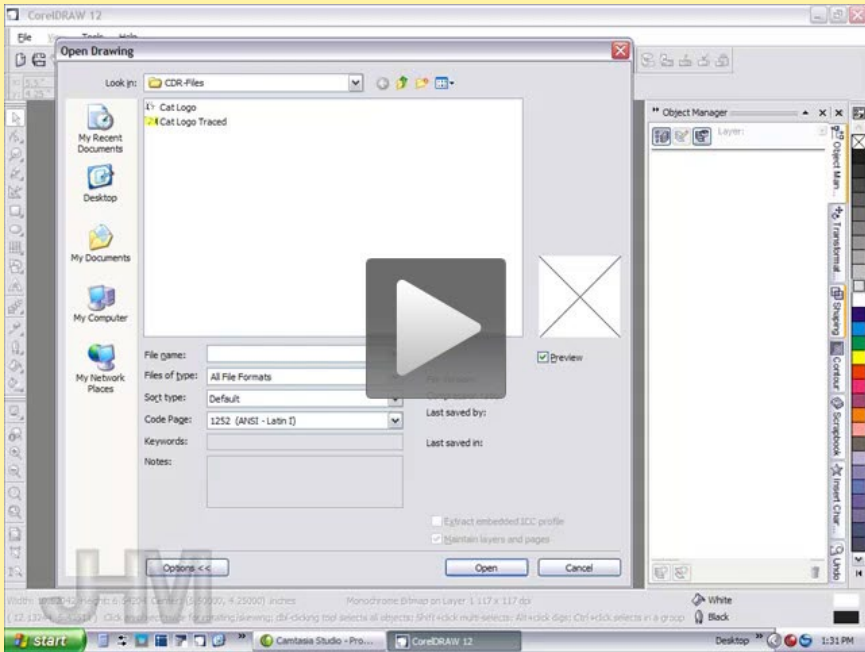 CorelDRAW 12
File Tools Help
Open Drawing
Look in: CDR-Files
Cat Logo
Cat Logo Traced
My Recent
Documents
Desktop
My Documents
My Computer
My Network
Places
File name:
Files of type: All File Formats
Sort type: Default
Code Page: 1252 (ANSI - Latin I)
Keywords:
Notes:
Preview
Last saved by:
Last saved in:
Extract embedded ICC profile
Maintain layers and pages
Options <<
Open
Cancel
Object Manager
Layer:
Object Man...
Transformat...
Shaping
Contour
Scrapbook
Insert Char...
Undo
HM
Monochrome Bitmap on Layer 1 117 x 117 dpi
White
Black
start
Camtasia Studio - Pro...
CorelDRAW 12
Desktop
1:31 PM